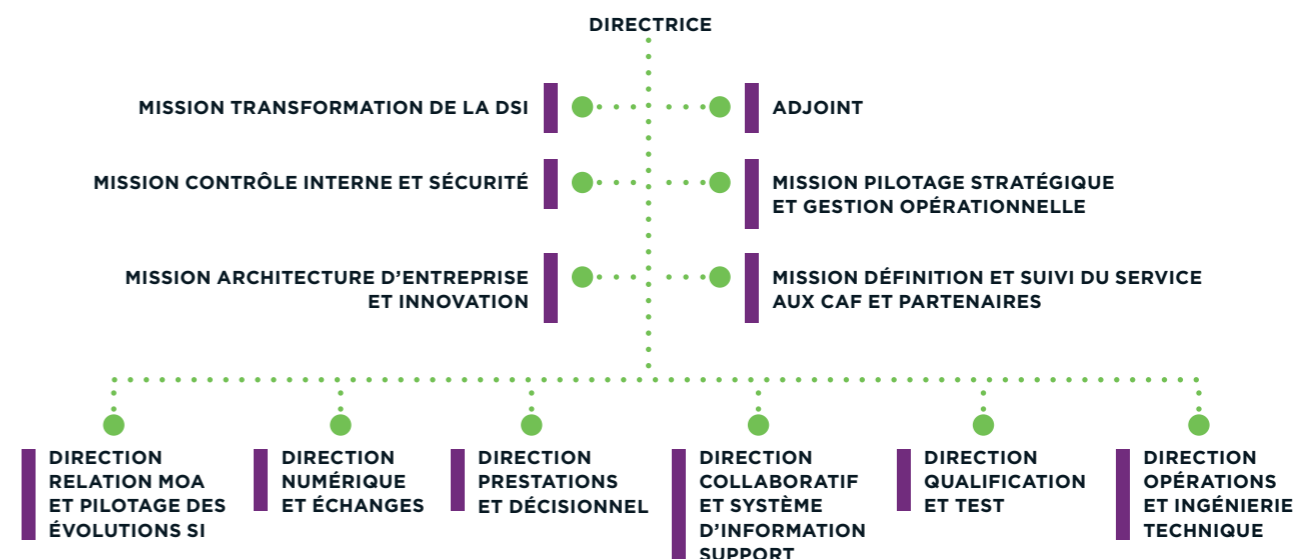 DIRECTRICE
MISSION TRANSFORMATION DE LA DSI
ADJOINT
MISSION CONTRÔLE INTERNE ET SÉCURITÉ
MISSION PILOTAGE STRATÉGIQUE
ET GESTION OPÉRATIONNELLE
MISSION ARCHITECTURE D’ENTREPRISE
ET INNOVATION
MISSION DÉFINITION ET SUIVI DU SERVICE
AUX CAF ET PARTENAIRES
DIRECTION
RELATION MOA
ET PILOTAGE DES
ÉVOLUTIONS SI
DIRECTION
NUMÉRIQUE
ET ÉCHANGES
DIRECTION
PRESTATIONS
ET DÉCISIONNEL
DIRECTION
COLLABORATIF
ET SYSTÈME
D’INFORMATION
SUPPORT
DIRECTION
QUALIFICATION
ET TEST
DIRECTION
OPÉRATIONS
ET INGÉNIERIE
TECHNIQUE